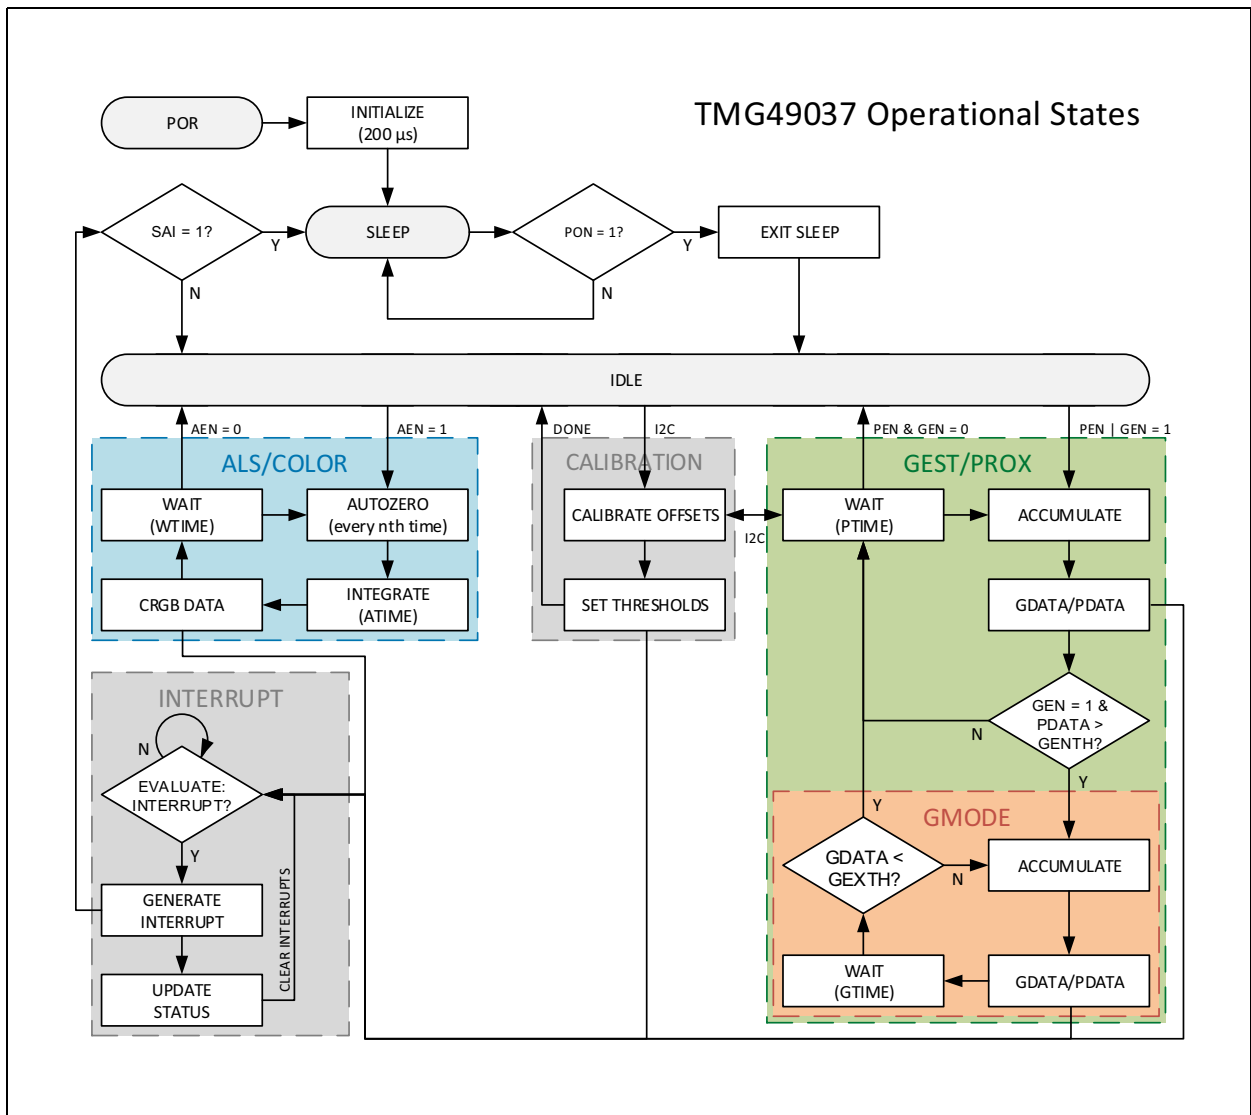 TMG49037 Operational States
POR
INITIALIZE
(200 µs)
SAI = 1?
Y
N
SLEEP
PON = 1?
Y
N
EXIT SLEEP
IDLE
AEN = 0
AEN = 1
DONE
I2C
PEN & GEN = 0
PEN | GEN = 1
ALS/COLOR
WAIT
(WTIME)
AUTOZERO
(every nth time)
CRGB DATA
INTEGRATE
(ATIME)
CALIBRATION
CALIBRATE OFFSETS
I2C
SET THRESHOLDS
GEST/PROX
WAIT
(PTIME)
ACCUMULATE
GDATA/PDATA
GEN = 1 &
PDATA >
GENTH?
N
Y
INTERRUPT
N
EVALUATE:
INTERRUPT?
Y
GENERATE
INTERRUPT
UPDATE
STATUS
CLEAR INTERRUPTS
GMODE
Y
GDATA <
GEXTH?
N
ACCUMULATE
WAIT
(GTIME)
GDATA/PDATA